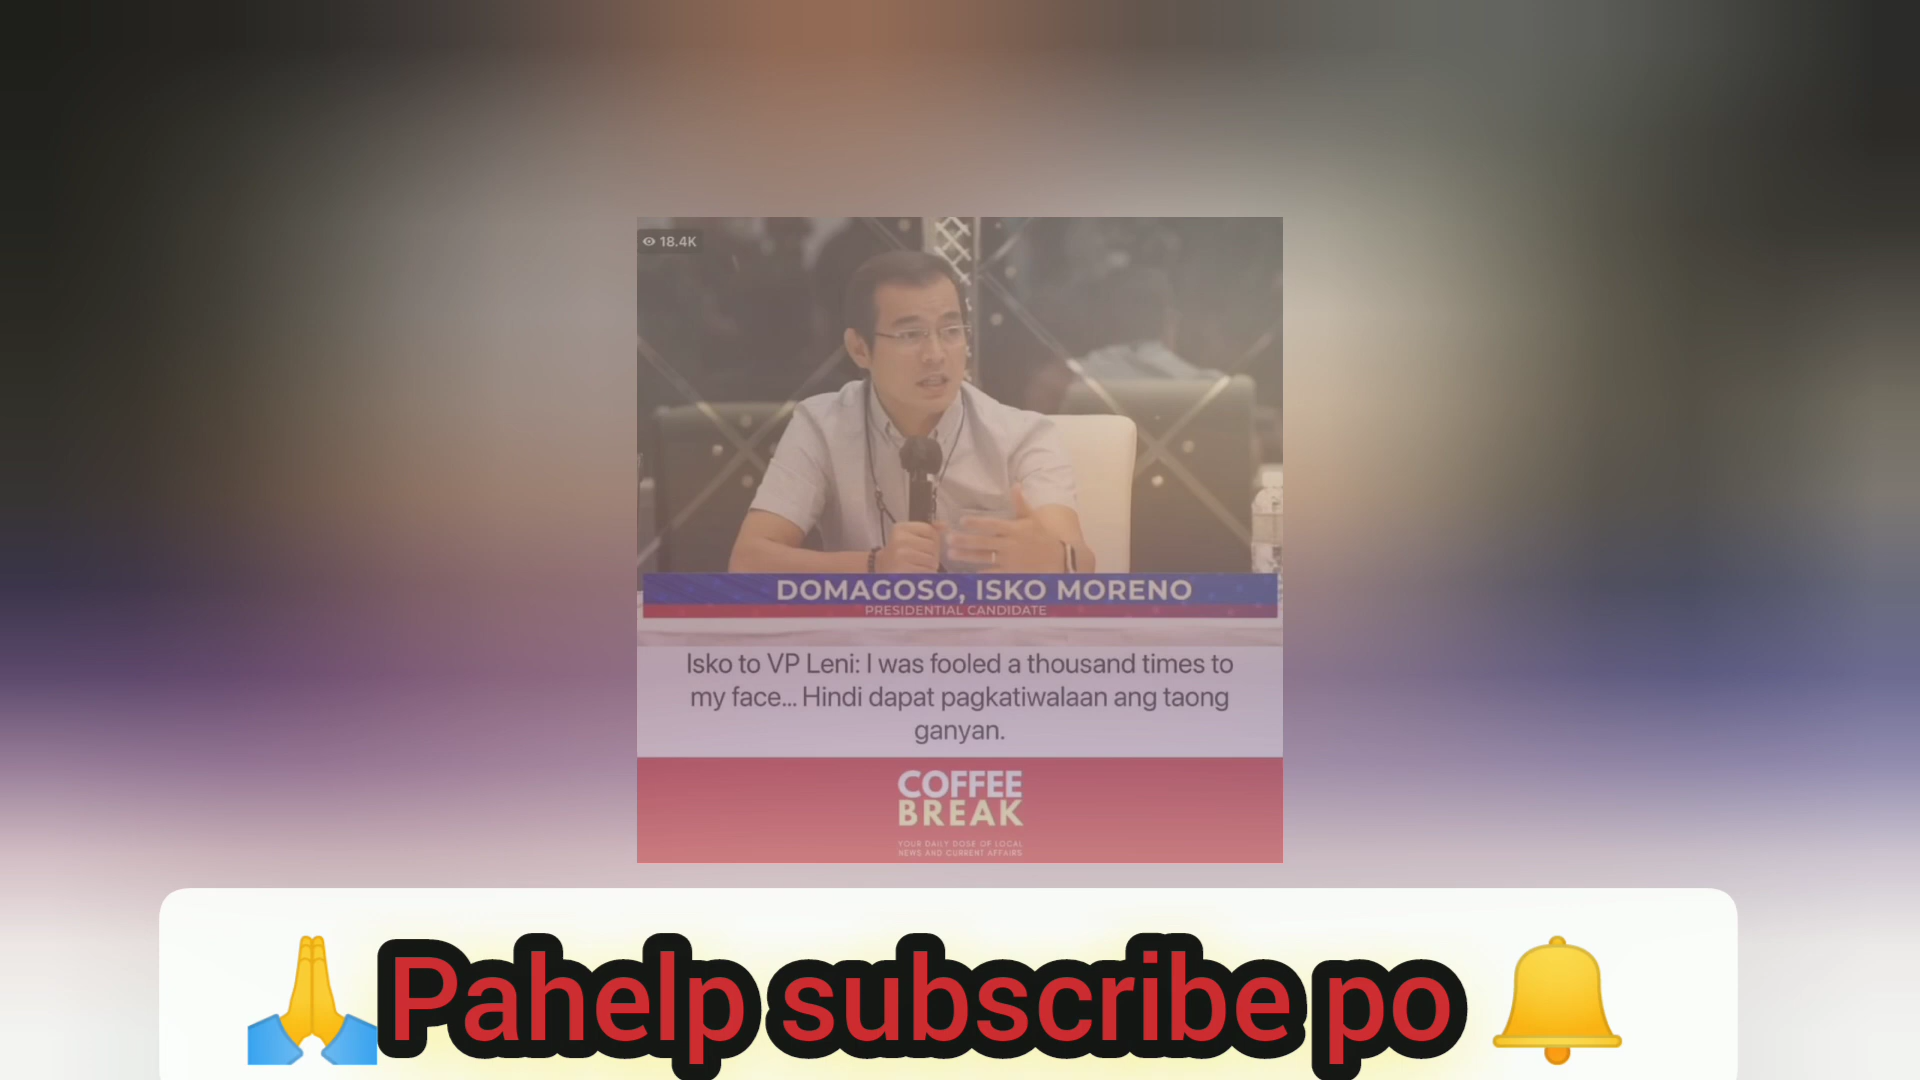 18.4K
DOMAGOSO, ISKO MORENO
PRESIDENTIAL CANDIDATE
Isko to VP Leni: I was fooled a thousand times to
my face... Hindi dapat pagkatiwalaan ang taong
ganyan.
COFFEE
BREAK
YOUR DAILY DOSE OF LOCAL
NEWS AND CURRENT AFFAIRS
🙏Pahelp subscribe po 🔔